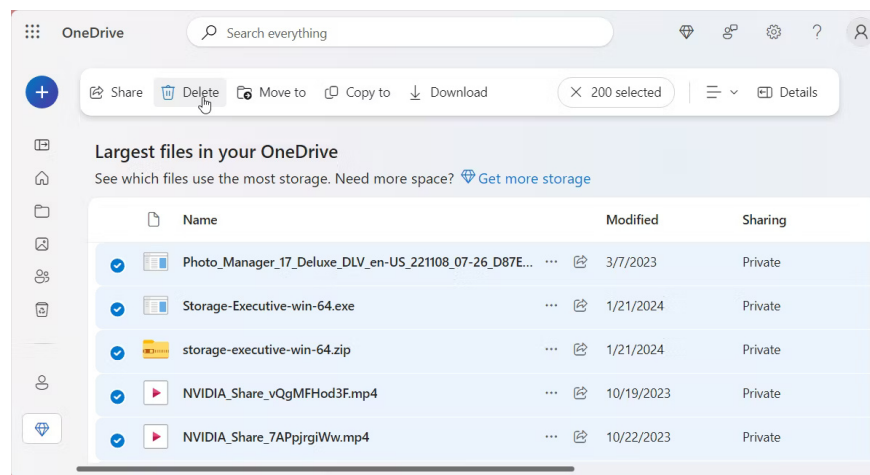 OneDrive
Search everything
Share Delete Move to Copy to Download 200 selected Details
Largest files in your OneDrive
See which files use the most storage. Need more space? Get more storage
Name Modified Sharing
Photo_Manager_17_Deluxe_DLV_en-US_221108_07-26_D87E... 3/7/2023 Private
Storage-Executive-win-64.exe 1/21/2024 Private
storage-executive-win-64.zip 1/21/2024 Private
NVIDIA_Share_vQgMFHod3F.mp4 10/19/2023 Private
NVIDIA_Share_7APpjrgiWw.mp4 10/22/2023 Private